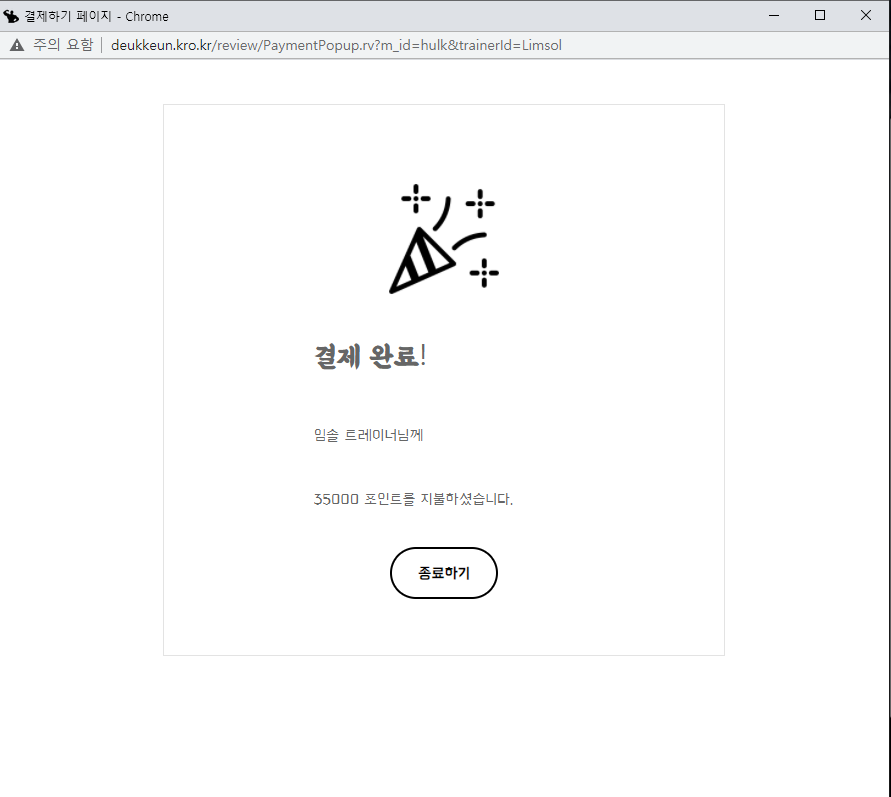 결제하기 페이지 - Chrome
주의 요함 | deukkeun.kro.kr/review/PaymentPopup.rv?m_id=hulk&trainerId=Limsol
결제 완료!
임솔 트레이너님께
35000 포인트를 지불하셨습니다.
종료하기